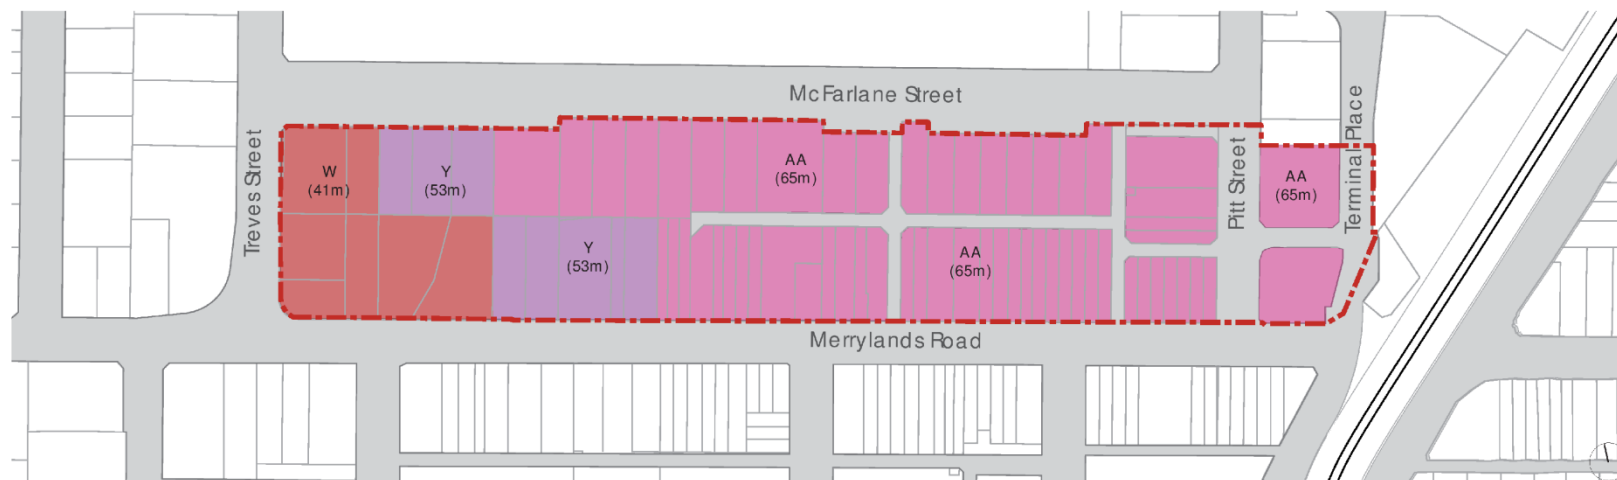 McFarlane Street
Treves Street
W
(41m)
Y
(53m)
AA
(65m)
Pitt Street
AA
(65m)
Terminal Place
Y
(53m)
AA
(65m)
Merrylands Road